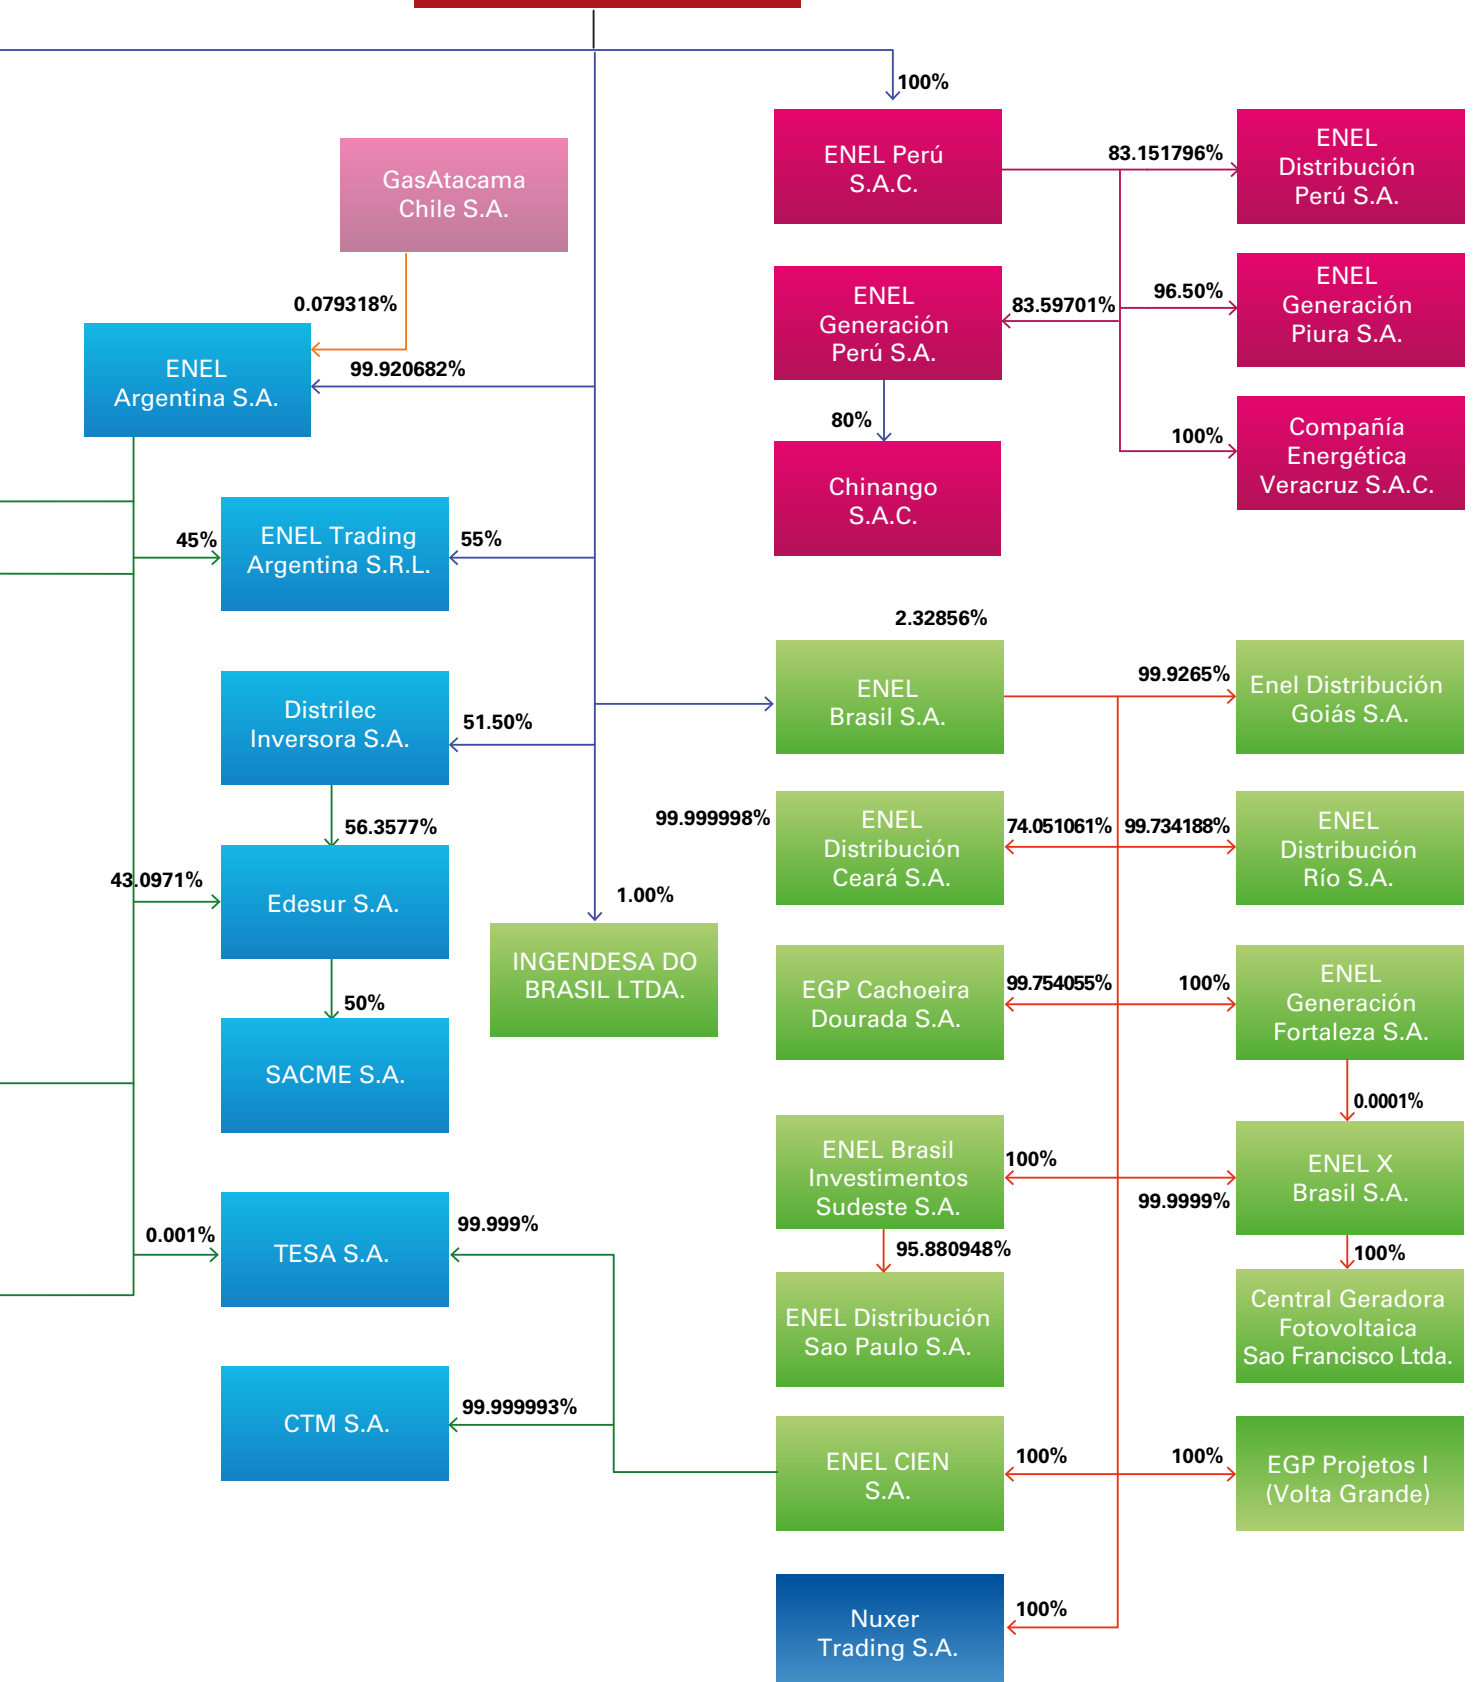 100%
ENEL Perú
S.A.C.
83.151796%
ENEL
Distribución
Perú S.A.
GasAtacama
Chile S.A.
0.079318%
ENEL
Argentina S.A.
99.920682%
ENEL
Generación
Perú S.A.
83.59701%
96.50%
ENEL
Generación
Piura S.A.
80%
Chinango
S.A.C.
100%
Compañía
Energética
Veracruz S.A.C.
45%
ENEL Trading
Argentina S.R.L.
55%
2.32856%
ENEL
Brasil S.A.
99.9265%
Enel Distribución
Goiás S.A.
Distrilec
Inversora S.A.
51.50%
56.3577%
99.999998%
ENEL
Distribución
Ceará S.A.
74.051061%
99.734188%
ENEL
Distribución
Río S.A.
43.0971%
Edesur S.A.
1.00%
INGENDESA DO
BRASIL LTDA.
50%
SACME S.A.
EGP Cachoeira
Dourada S.A.
99.754055%
100%
ENEL
Generación
Fortaleza S.A.
0.0001%
ENEL Brasil
Investimentos
Sudeste S.A.
100%
99.9999%
ENEL X
Brasil S.A.
0.001%
TESA S.A.
99.999%
95.880948%
ENEL Distribución
Sao Paulo S.A.
100%
Central Geradora
Fotovoltaica
Sao Francisco Ltda.
CTM S.A.
99.999993%
ENEL CIEN
S.A.
100%
100%
EGP Projetos I
(Volta Grande)
Nuxer
Trading S.A.
100%